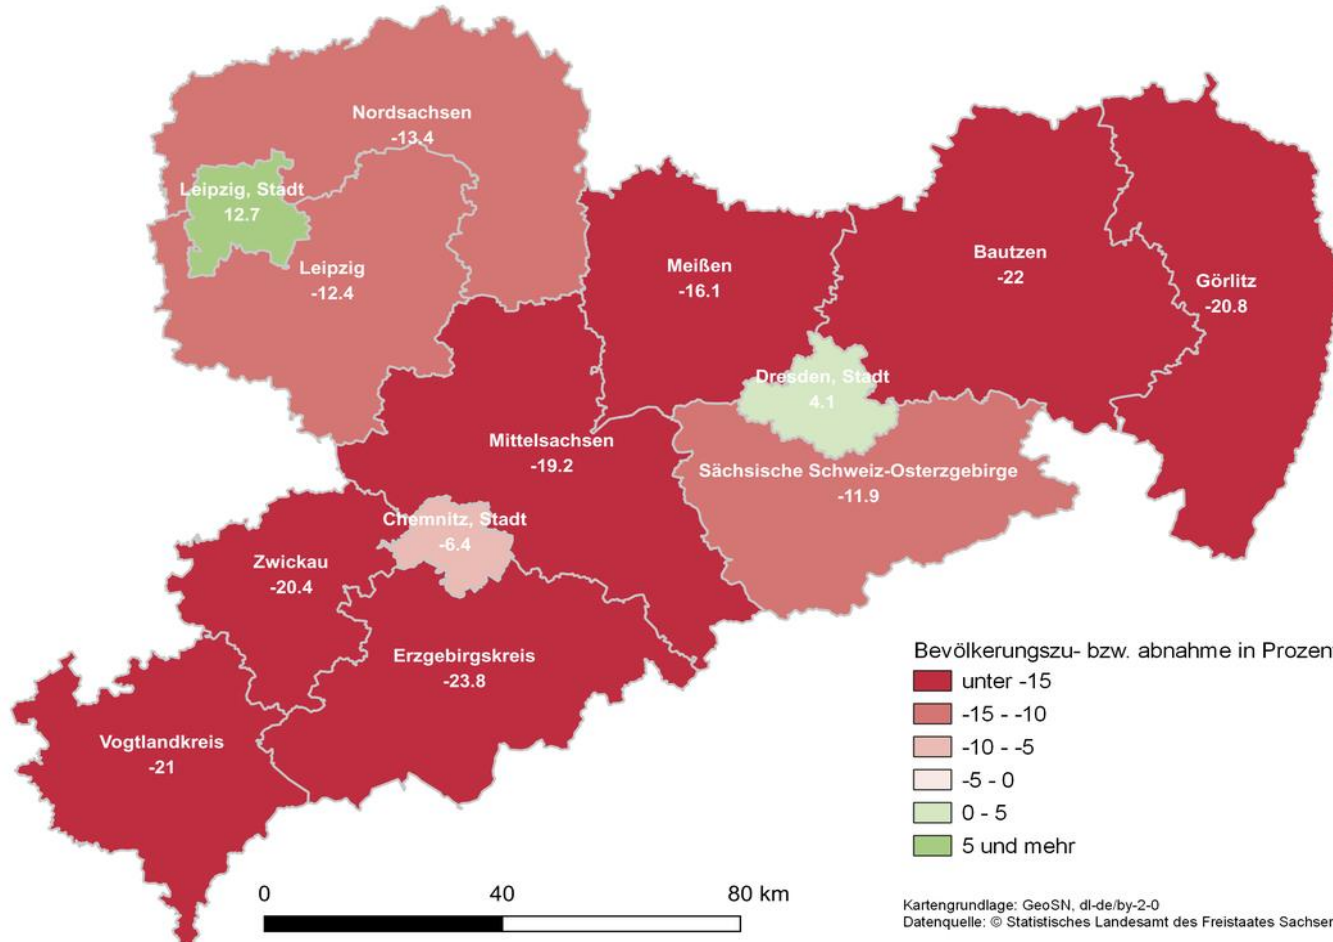 Nordsachsen
-13.4
Leipzig, Stadt
12.7
Leipzig
-12.4
Meißen
-16.1
Bautzen
-22
Görlitz
-20.8
Dresden, Stadt
4.1
Mittelsachsen
-19.2
Sächsische Schweiz-Osterzgebirge
-11.9
Chemnitz, Stadt
-6.4
Zwickau
-20.4
Erzgebirgskreis
-23.8
Vogtlandkreis
-21
Bevölkerungszu- bzw. abnahme in Prozen
unter -15
-15 - -10
-10 - -5
-5 - 0
0 - 5
5 und mehr
0 40 80 km
Kartengrundlage: GeoSN, dl-de/by-2-0
Datenquelle: © Statistisches Landesamt des Freistaates Sachsen